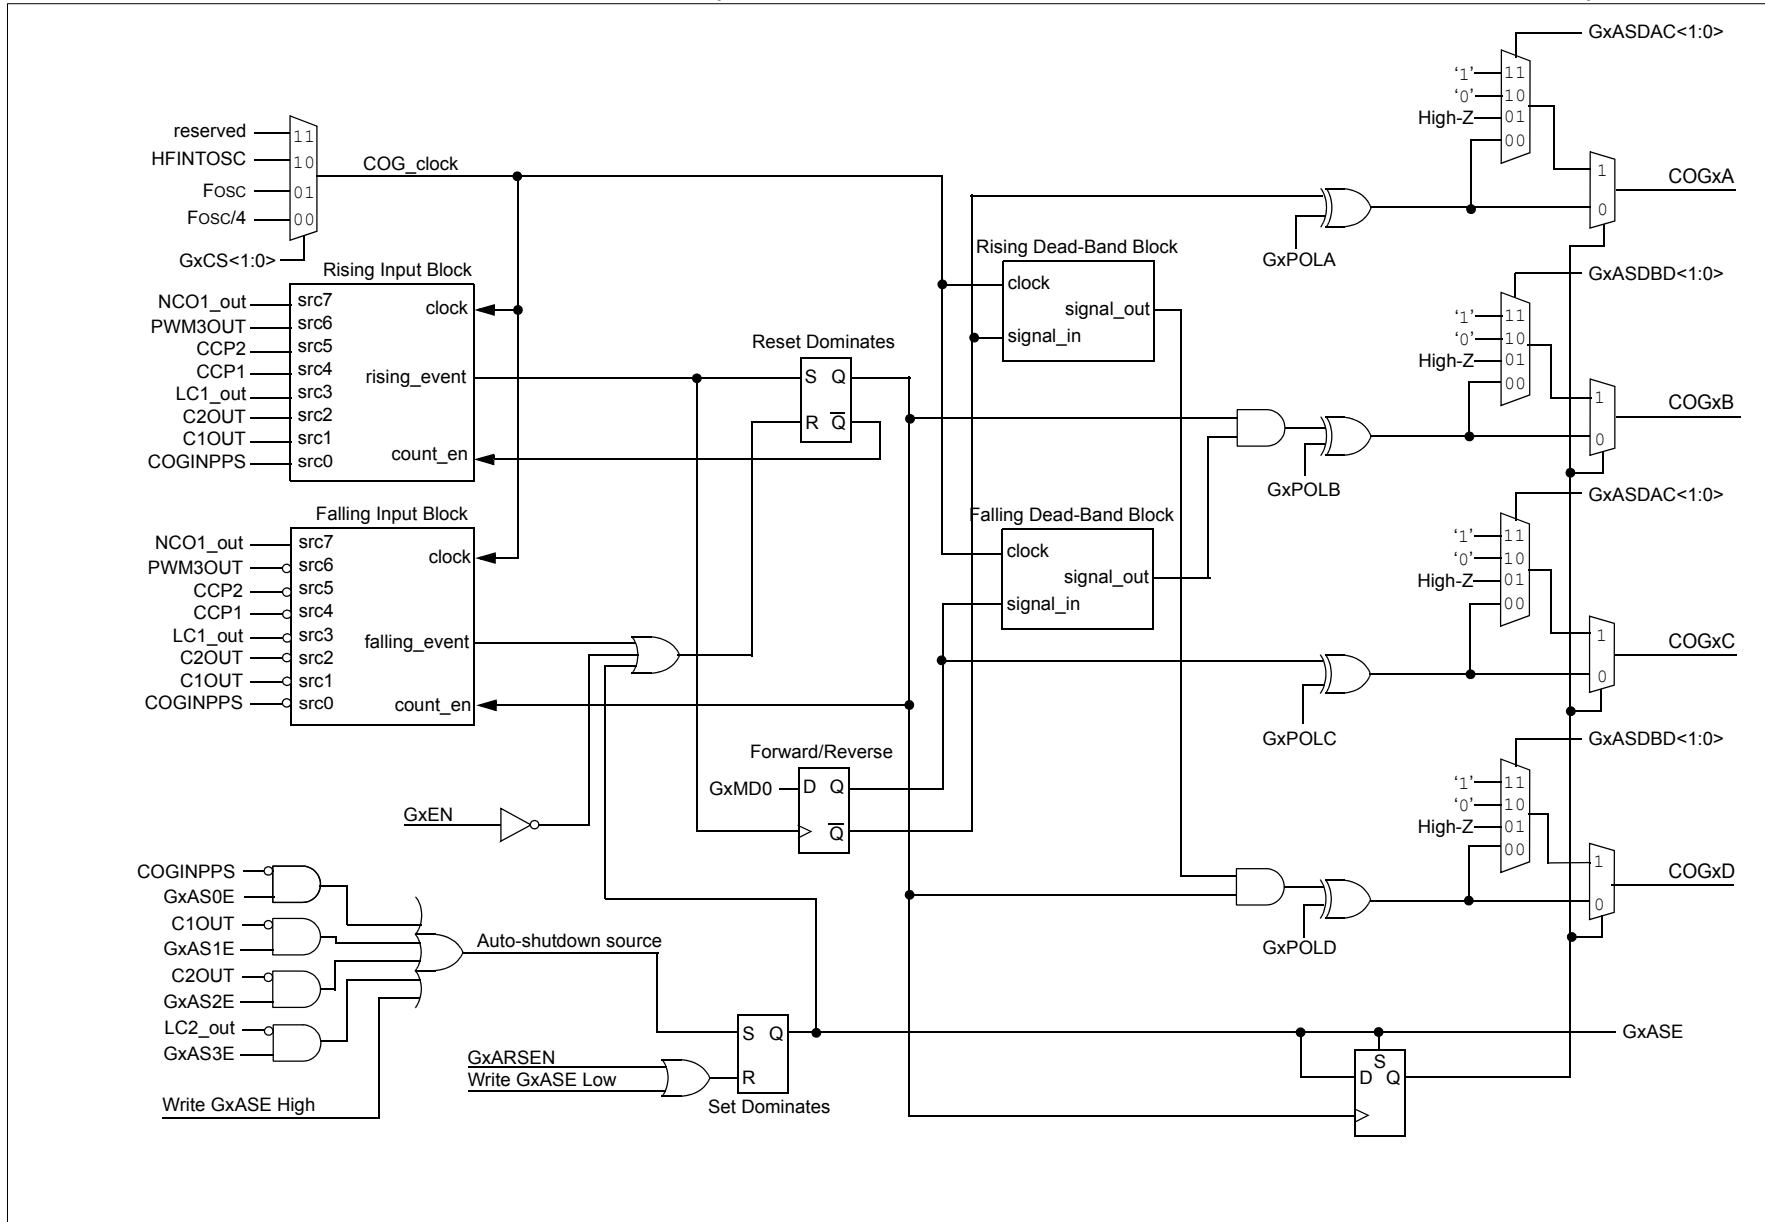 GxASDAC<1:0>
'1' 11
'0' 10
High-Z 01
00
1
0
COGxA
GxPOLA
reserved 11
HFINTOSC 10
FOSC 01
FOSC/4 00
GxCS<1:0>
COG_clock
Rising Input Block
NCO1_out src7
PWM3OUT src6
CCP2 src5
CCP1 src4
LC1_out src3
C2OUT src2
C1OUT src1
COGINPPS src0
clock
rising_event
count_en
Reset Dominates
S Q
R Q
Rising Dead-Band Block
clock
signal_out
signal_in
GxASDBD<1:0>
'1' 11
'0' 10
High-Z 01
00
1
0
COGxB
GxPOLB
Falling Input Block
NCO1_out src7
PWM3OUT src6
CCP2 src5
CCP1 src4
LC1_out src3
C2OUT src2
C1OUT src1
COGINPPS src0
clock
falling_event
count_en
Falling Dead-Band Block
clock
signal_out
signal_in
GxASDAC<1:0>
'1' 11
'0' 10
High-Z 01
00
1
0
COGxC
GxPOLC
Forward/Reverse
GxMD0
D Q
Q
GxEN
GxASDBD<1:0>
'1' 11
'0' 10
High-Z 01
00
1
0
COGxD
GxPOLD
COGINPPS
GxAS0E
C1OUT
GxAS1E
C2OUT
GxAS2E
LC2_out
GxAS3E
Write GxASE High
Auto-shutdown source
GxARSEN
Write GxASE Low
S Q
R
Set Dominates
GxASE
S
D Q